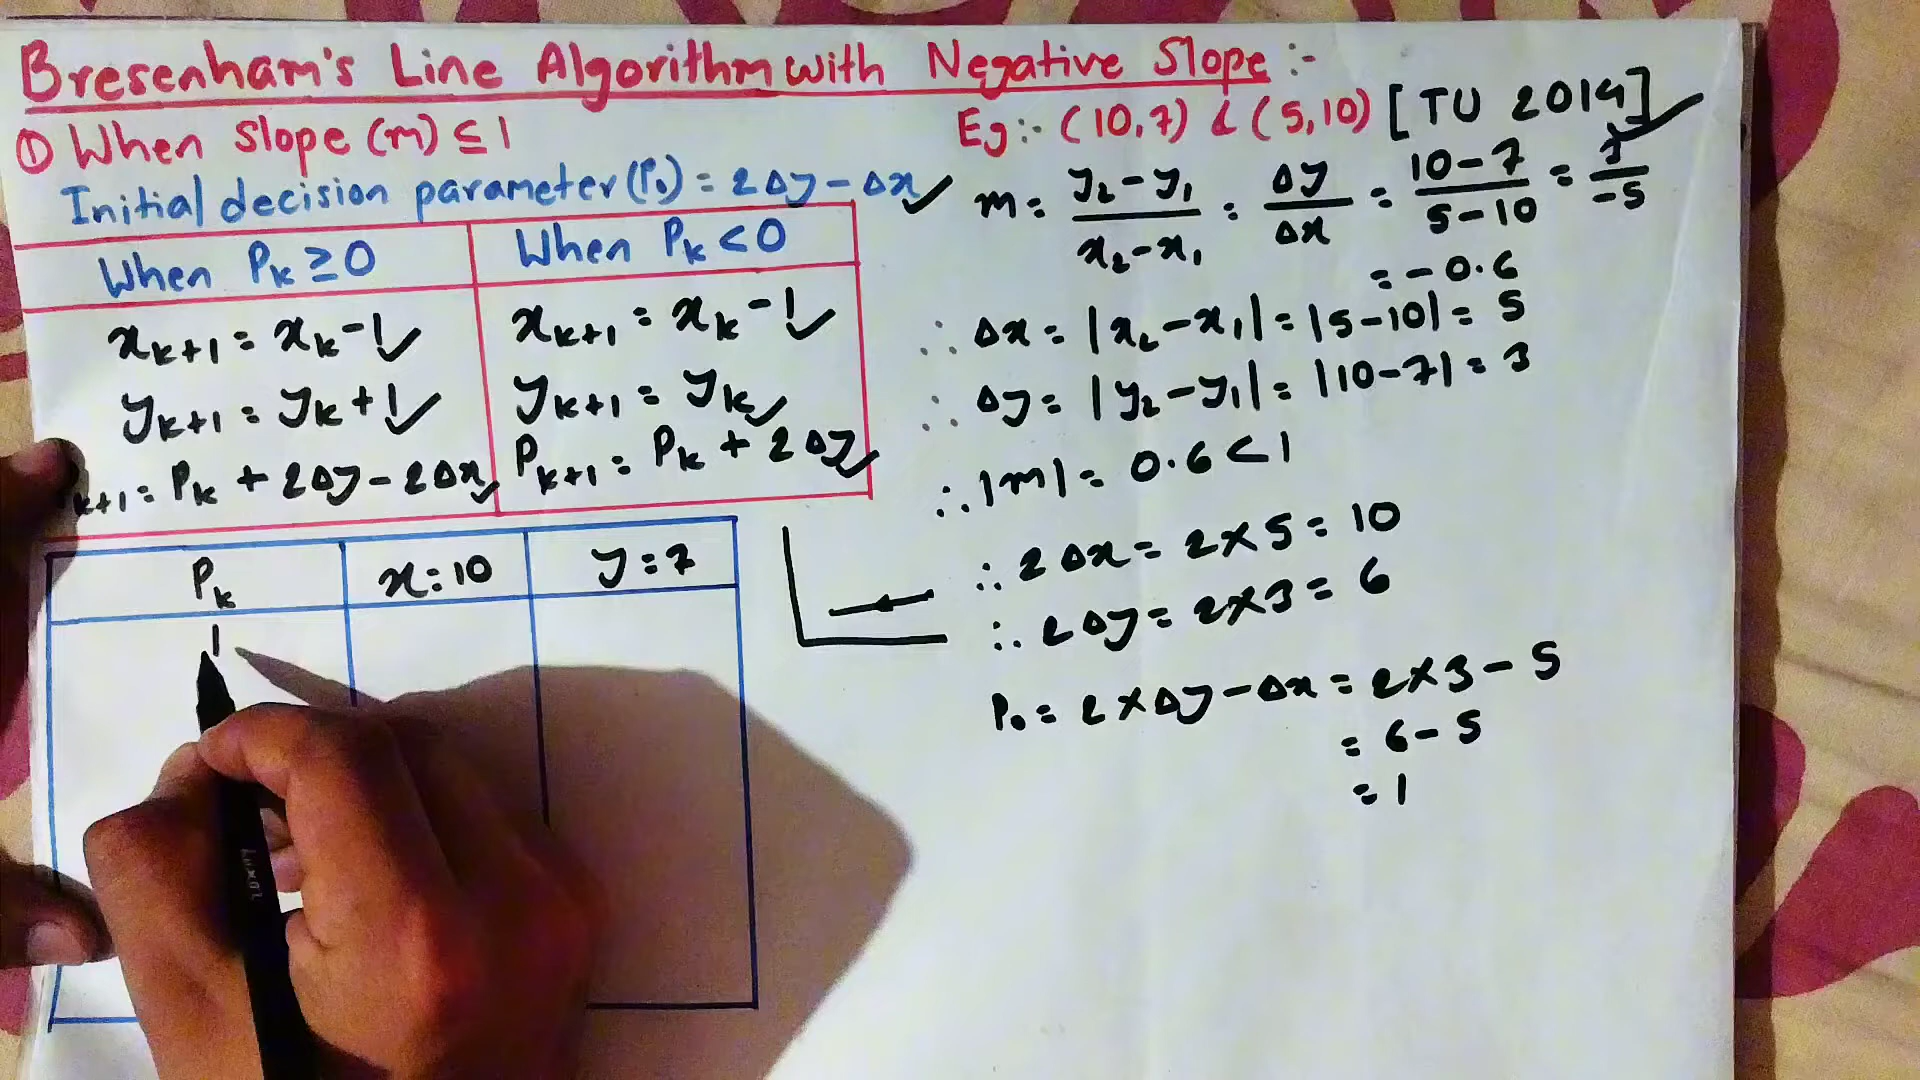 Bresenham's Line Algorithm with Negative Slope :-
① When Slope (m) ≤ 1
Initial decision parameter (P₀) = 2Δy - Δx ✓
When Pk ≥ 0
xk+1 = xk - 1 ✓
yk+1 = yk + 1 ✓
k+1 = Pk + 2Δy - 2Δx ✓
When Pk < 0
xk+1 = xk - 1 ✓
yk+1 = yk ✓
Pk+1 = Pk + 2Δy ✓
Pk x = 10 y = 7
1
Eg :- (10,7) & (5,10) [TU 2014] ✓
m = y₂-y₁/x₂-x₁ = Δy/Δx = 10-7/5-10 = 3/-5
= -0.6
∴ Δx = |x₂-x₁| = |5-10| = 5
∴ Δy = |y₂-y₁| = |10-7| = 3
∴ |m| = 0.6 < 1
∴ 2Δx = 2×5 = 10
∴ 2Δy = 2×3 = 6
P₀ = 2×Δy-Δx = 2×3-5
= 6-5
= 1
LUXOR